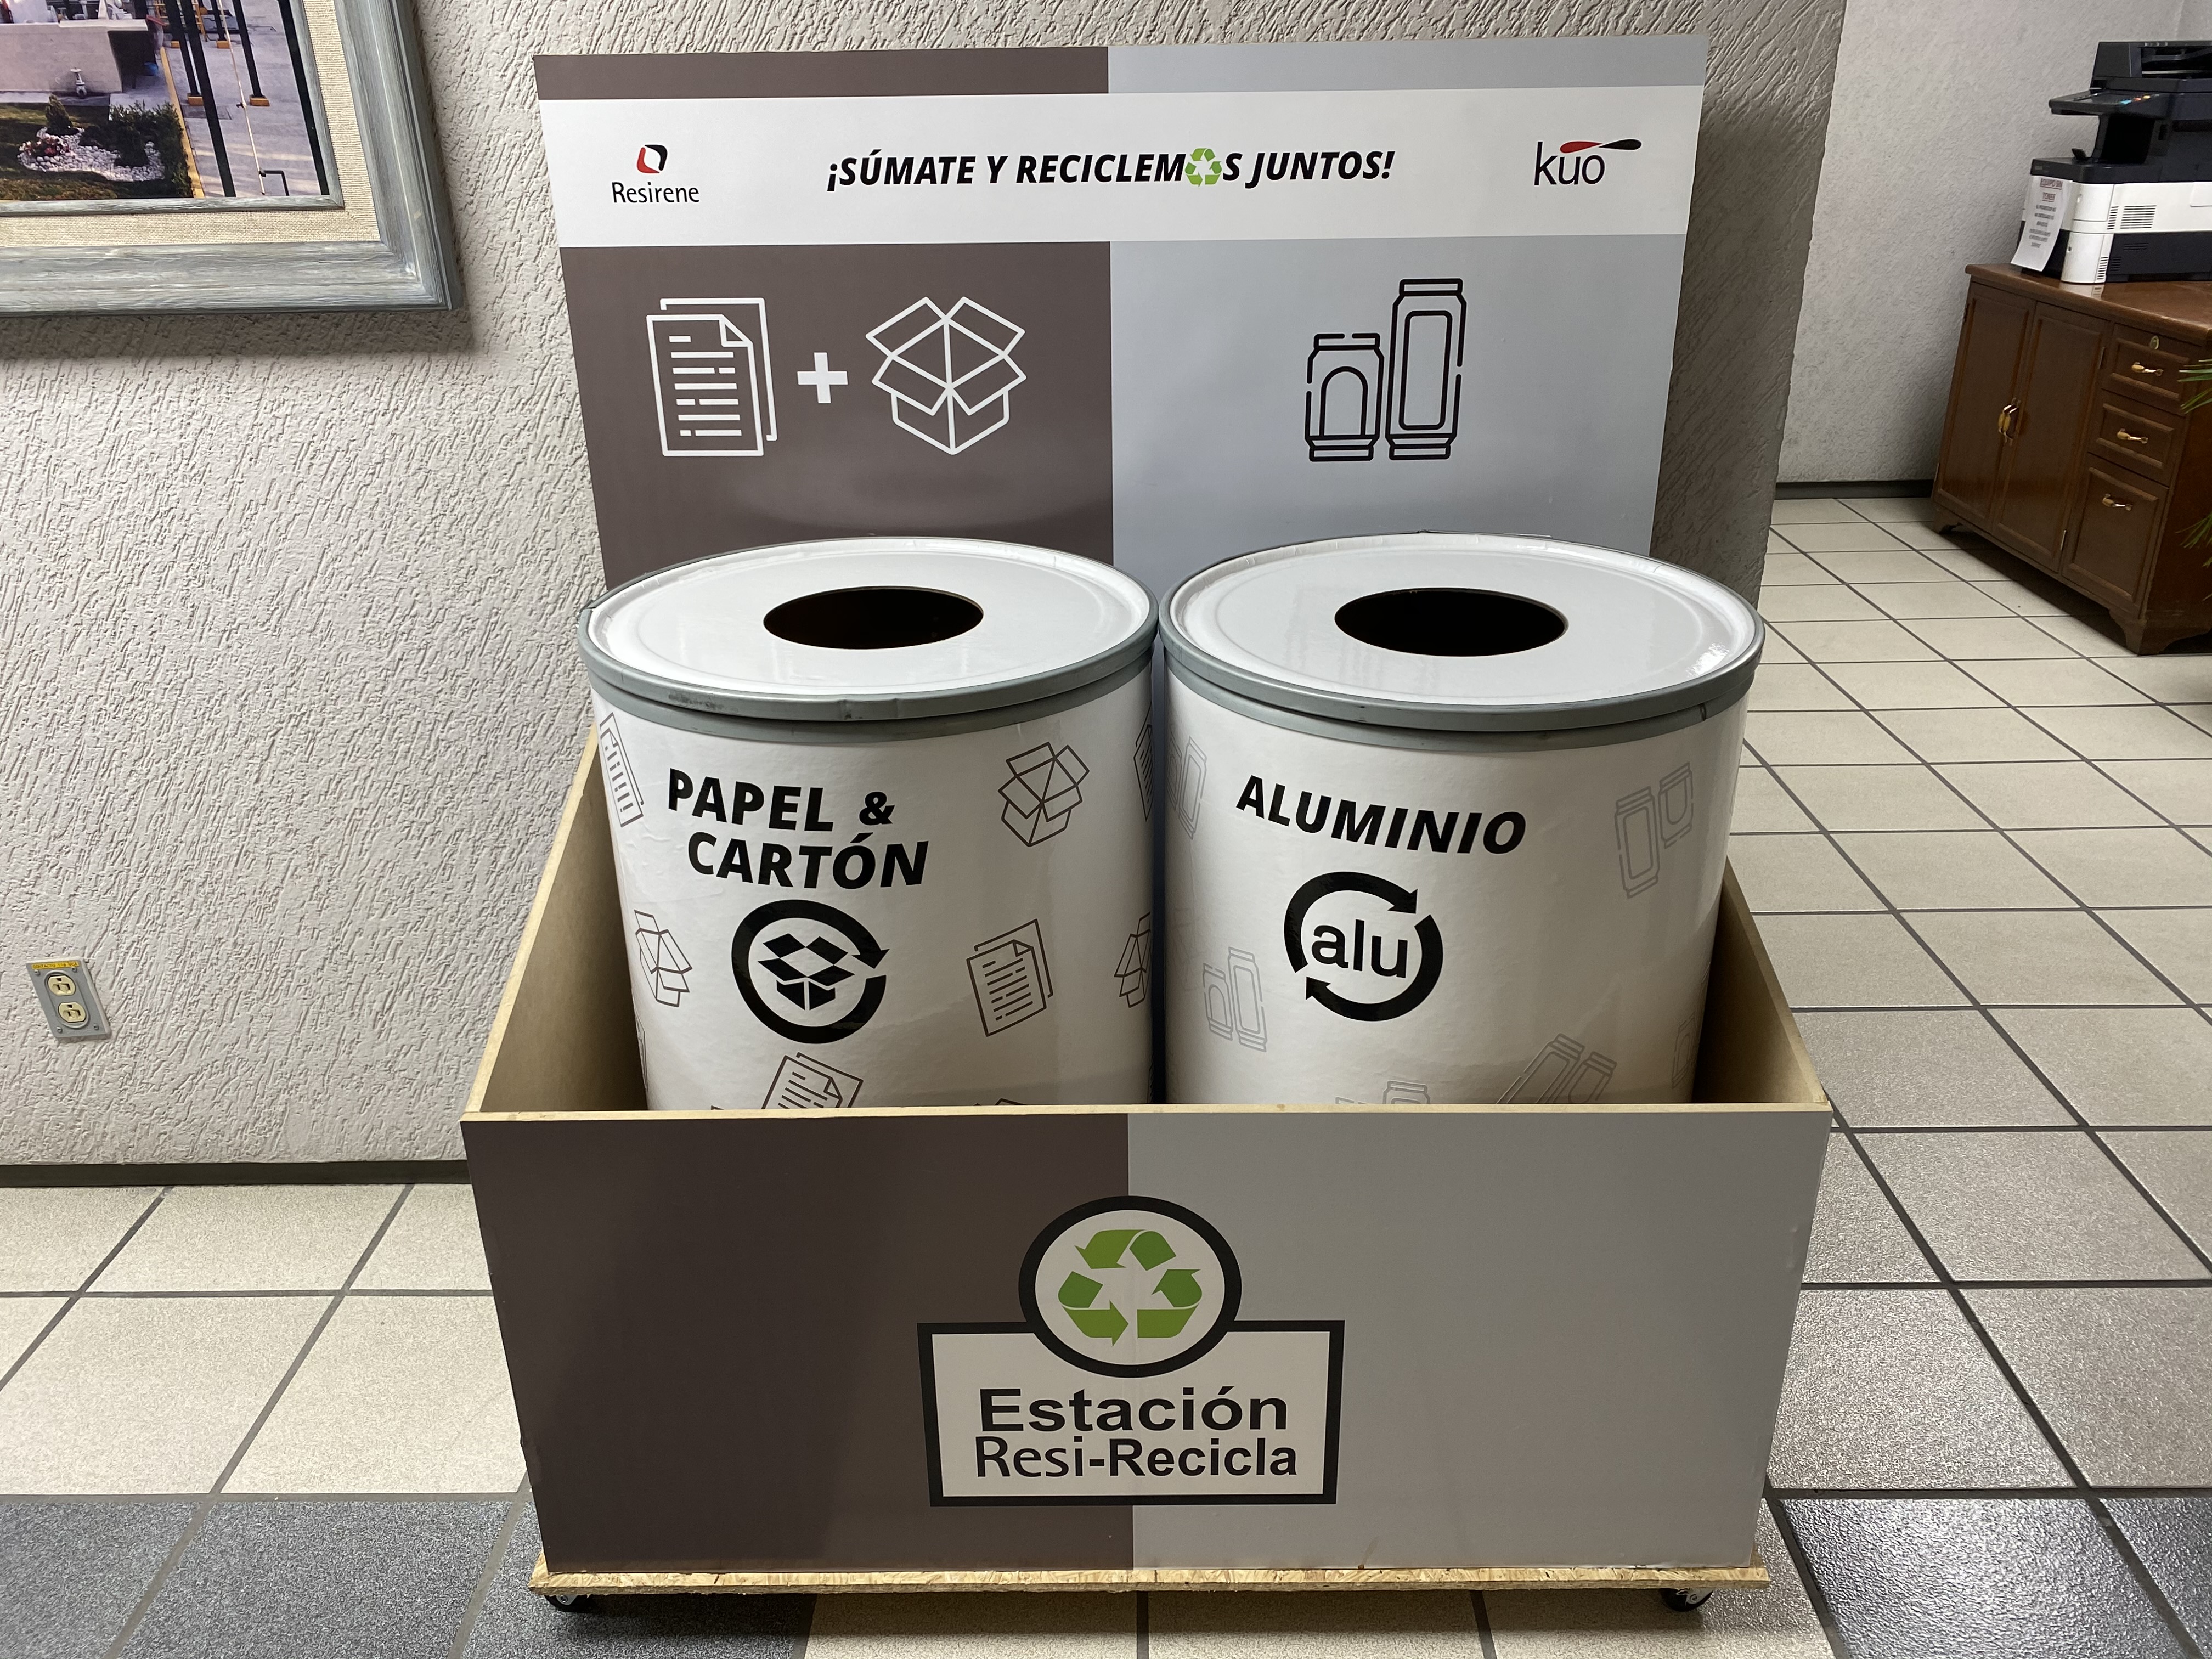 Resirene
¡SÚMATE Y RECICLEMOS JUNTOS!
kuo
PAPEL &
CARTÓN
ALUMINIO
alu
Estación
Resi-Recicla